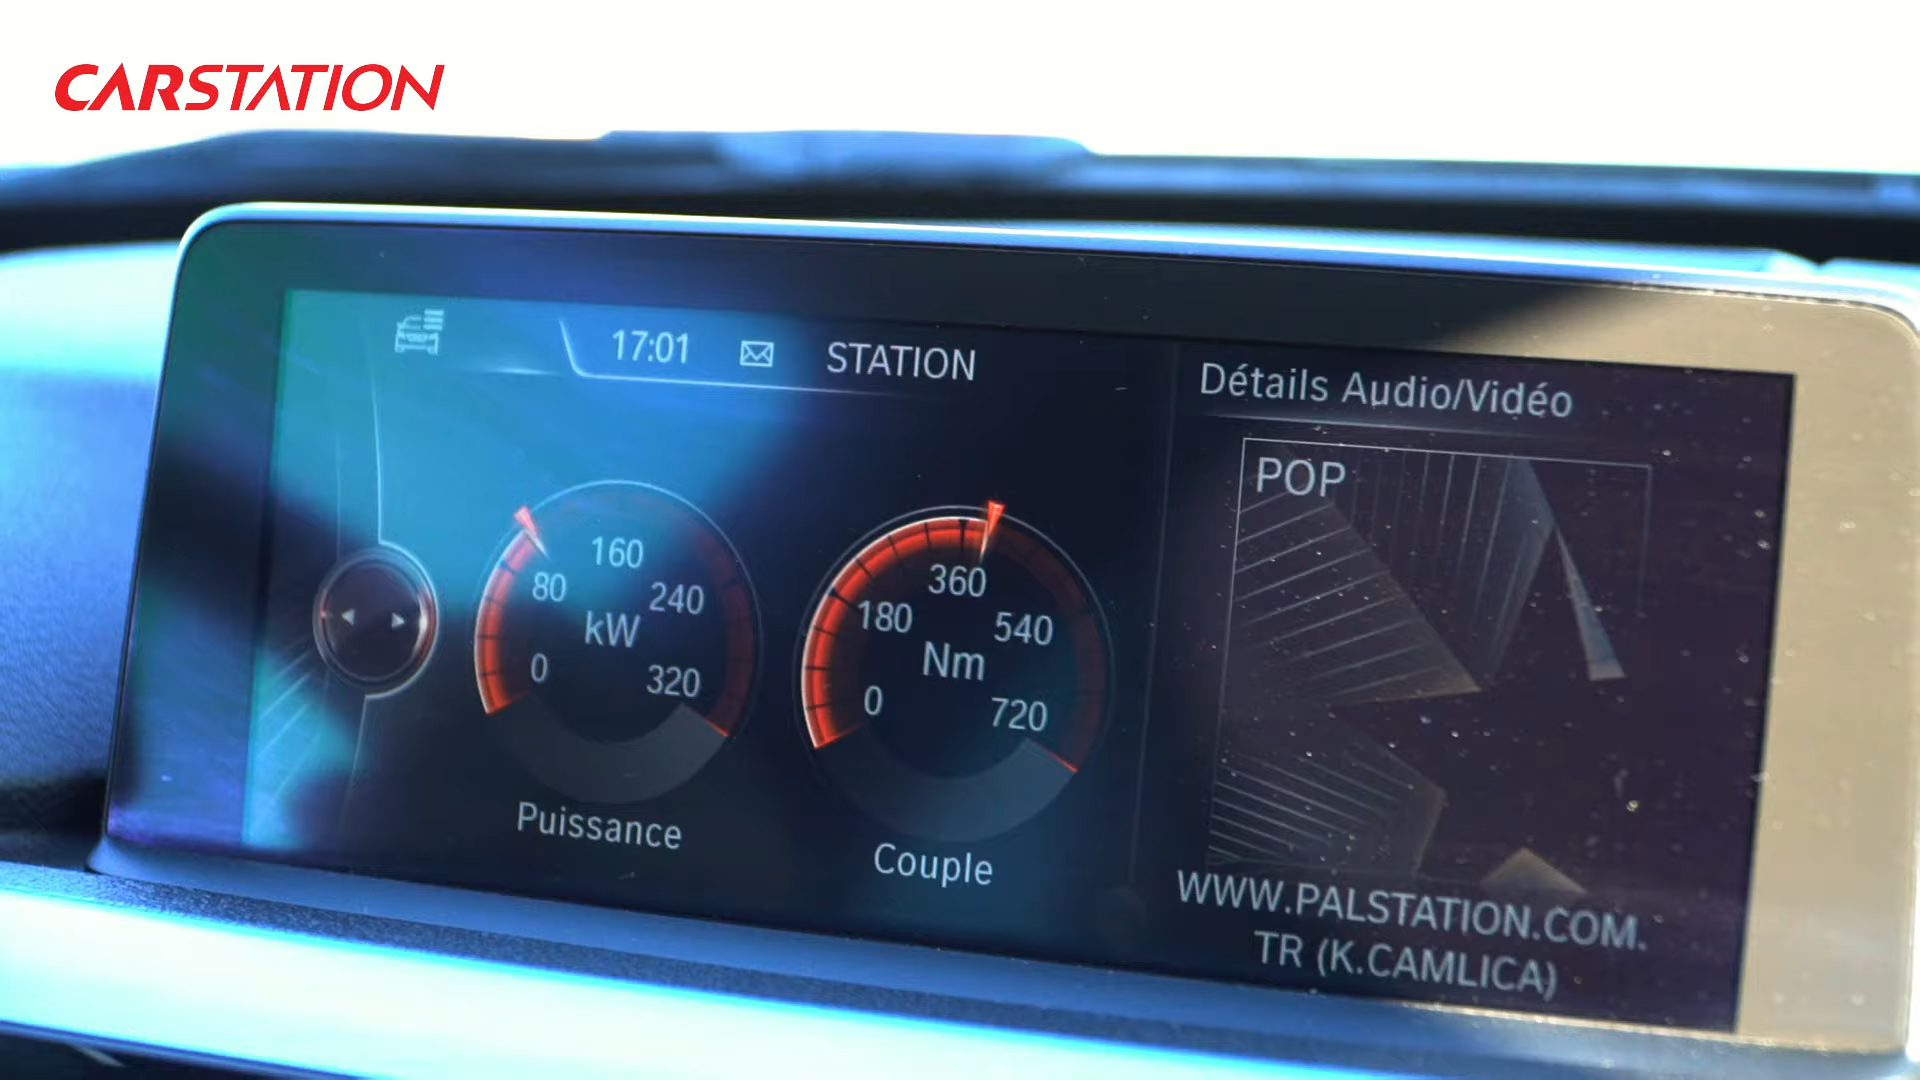 CARSTATION
17:01 STATION
Détails Audio/Vidéo
POP
160
80 240
kW
0 320
Puissance
360
180 540
Nm
0 720
Couple
WWW.PALSTATION.COM.
TR (K.CAMLICA)